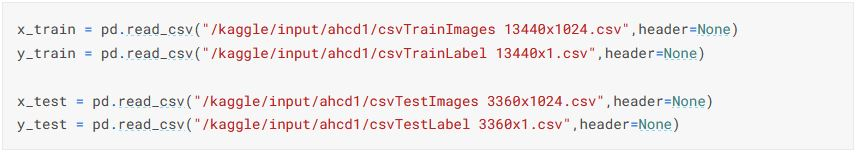 x_train = pd.read_csv("/kaggle/input/ahcd1/csvTrainImages 13440x1024.csv",header=None)
y_train = pd.read_csv("/kaggle/input/ahcd1/csvTrainLabel 13440x1.csv",header=None)
x_test = pd.read_csv("/kaggle/input/ahcd1/csvTestImages 3360x1024.csv",header=None)
y_test = pd.read_csv("/kaggle/input/ahcd1/csvTestLabel 3360x1.csv",header=None)